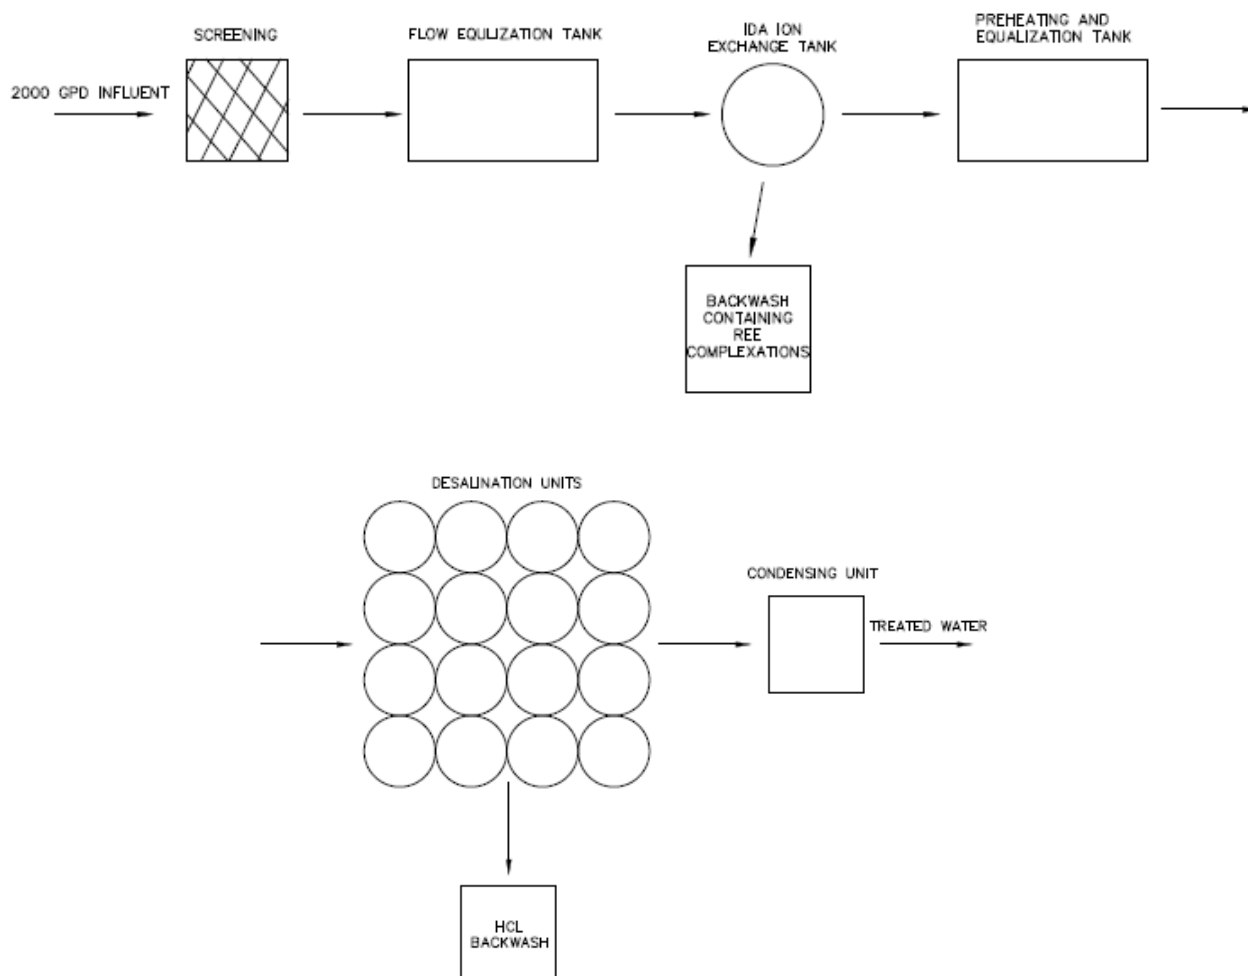 SCREENING
FLOW EQULIZATION TANK
IDA ION
EXCHANGE TANK
PREHEATING AND
EQUALIZATION TANK
2000 GPD INFLUENT
BACKWASH
CONTAINING
REE
COMPLEXATIONS
DESALINATION UNITS
CONDENSING UNIT
TREATED WATER
HCL
BACKWASH